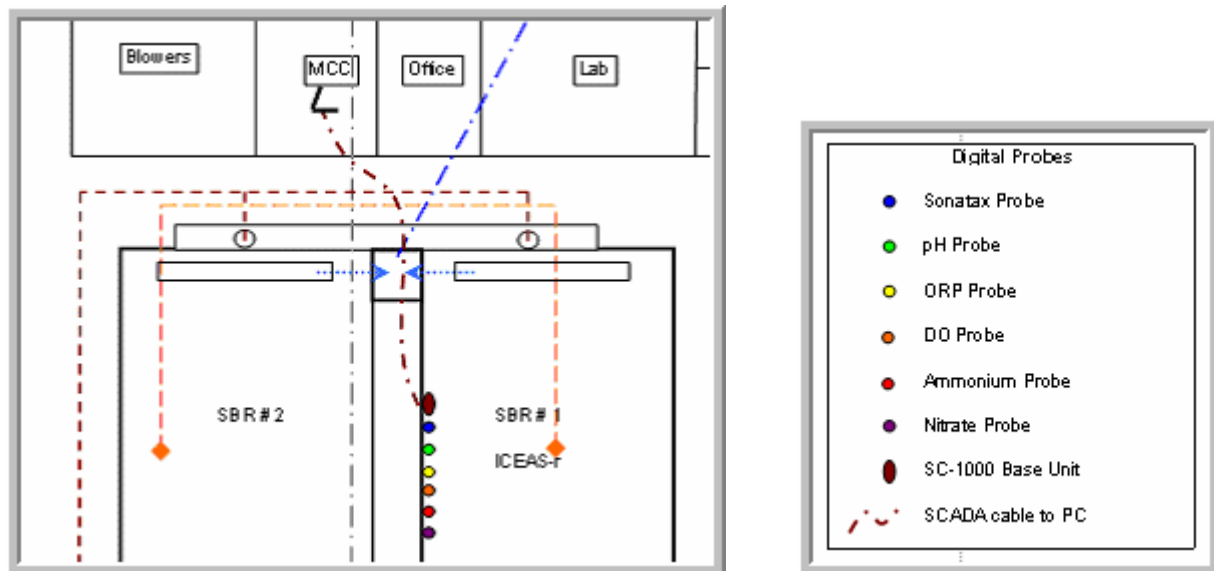 Blowers
MCC
Office
Lab
SBR # 2
SBR # 1
ICEAS-r
Digital Probes
Sonatax Probe
pH Probe
ORP Probe
DO Probe
Ammonium Probe
Nitrate Probe
SC-1000 Base Unit
SCADA cable to PC